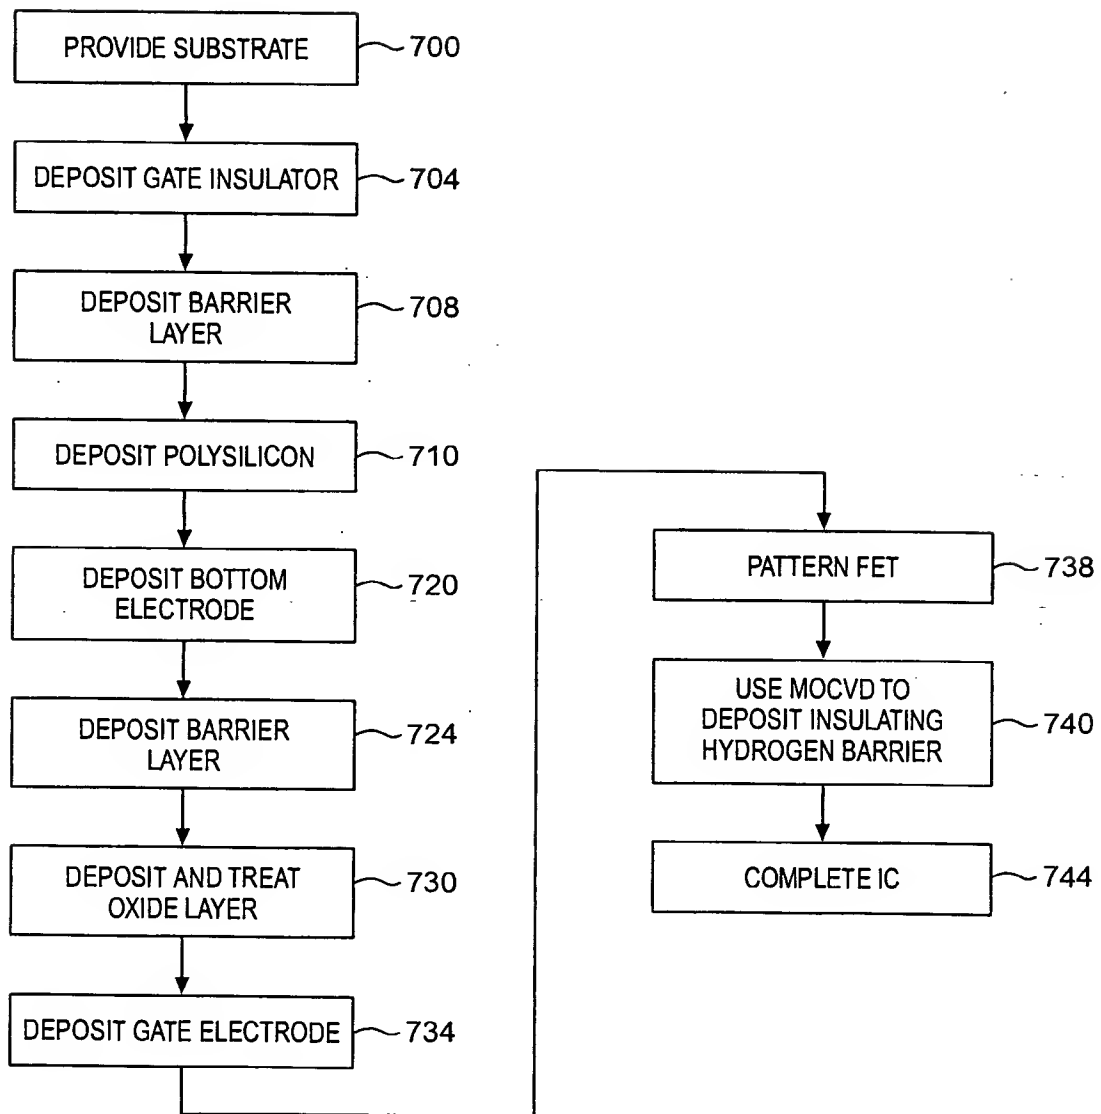 PROVIDE SUBSTRATE
700
DEPOSIT GATE INSULATOR
704
DEPOSIT BARRIER
LAYER
708
DEPOSIT POLYSILICON
710
DEPOSIT BOTTOM
ELECTRODE
720
DEPOSIT BARRIER
LAYER
724
DEPOSIT AND TREAT
OXIDE LAYER
730
DEPOSIT GATE ELECTRODE
734
PATTERN FET
738
USE MOCVD TO
DEPOSIT INSULATING
HYDROGEN BARRIER
740
COMPLETE IC
744